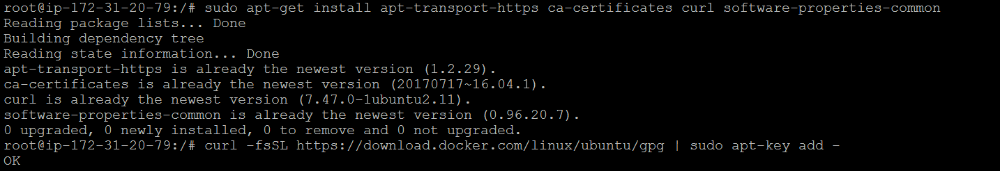 root@ip-172-31-20-79:/# sudo apt-get install apt-transport-https ca-certificates curl software-properties-common
Reading package lists... Done
Building dependency tree
Reading state information... Done
apt-transport-https is already the newest version (1.2.29).
ca-certificates is already the newest version (20170717~16.04.1).
curl is already the newest version (7.47.0-1ubuntu2.11).
software-properties-common is already the newest version (0.96.20.7).
0 upgraded, 0 newly installed, 0 to remove and 0 not upgraded.
root@ip-172-31-20-79:/# curl -fsSL https://download.docker.com/linux/ubuntu/gpg | sudo apt-key add -
OK